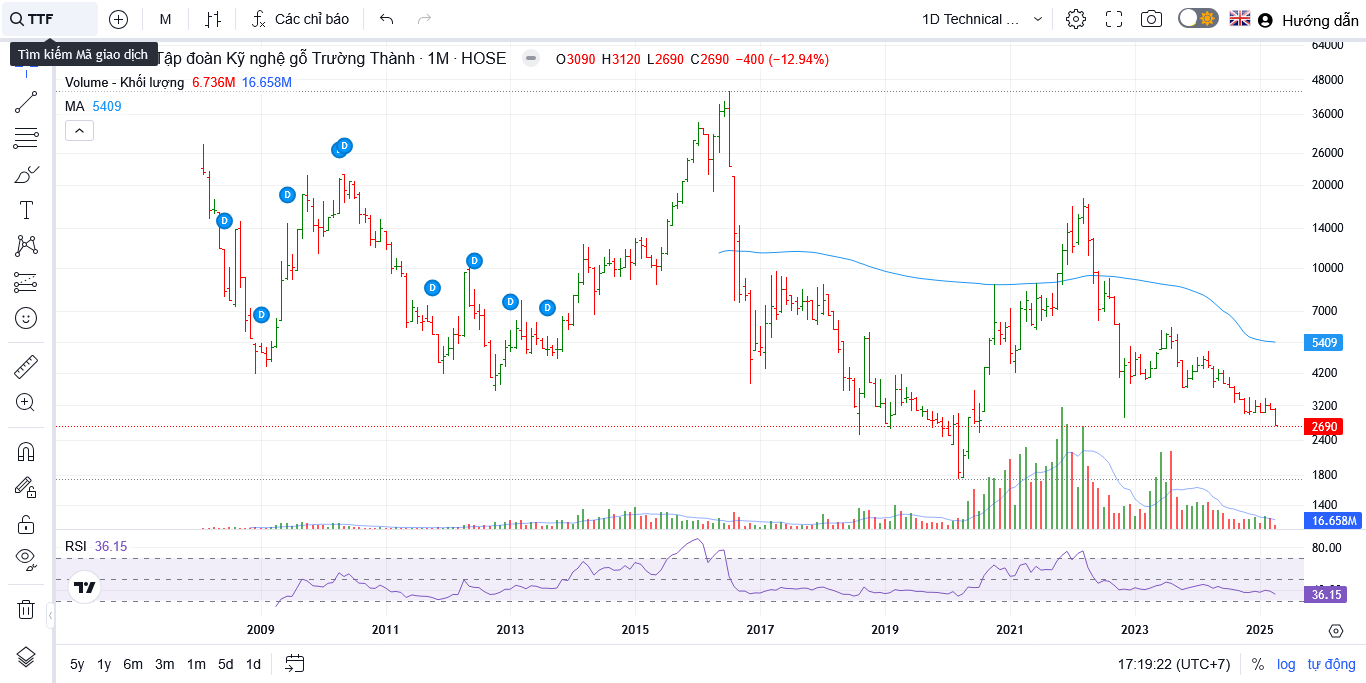 TTF M Các chỉ báo 1D Technical ... Hướng dẫn
Tìm kiếm Mã giao dịch
Tập đoàn Kỹ nghệ gỗ Trường Thành · 1M · HOSE O3090 H3120 L2690 C2690 −400 (−12.94%)
Volume - Khối lượng 6.736M 16.658M
MA 5409
64000
48000
36000
26000
20000
14000
10000
7000
5409
4200
3200
2690
2400
1800
1400
16.658M
D
D
D
D
D
D
D
D
RSI 36.15
80.00
36.15
2009 2011 2013 2015 2017 2019 2021 2023 2025
5y 1y 6m 3m 1m 5d 1d 17:19:22 (UTC+7) % log tự động